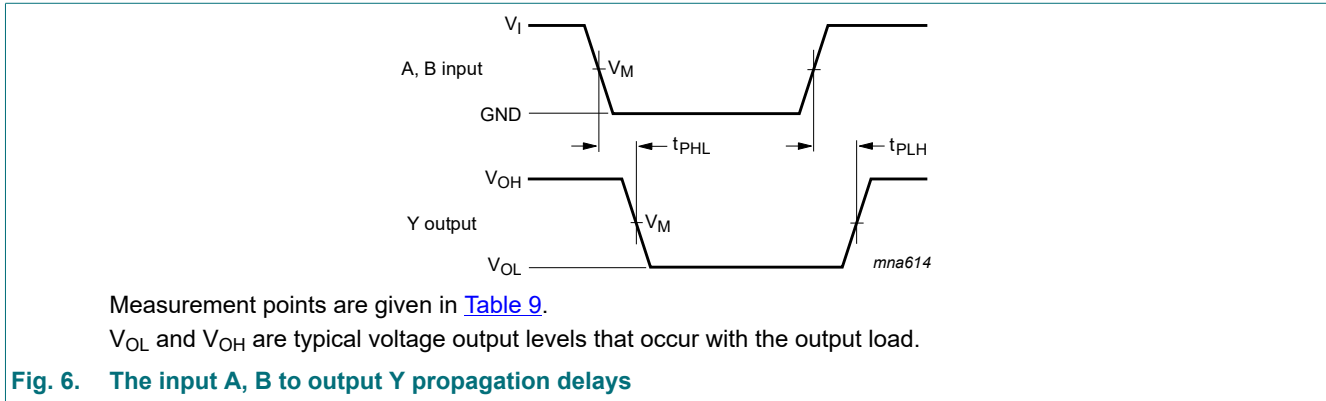 V_I
A, B input
V_M
GND
t_PHL
t_PLH
V_OH
Y output
V_M
V_OL
mna614
Measurement points are given in Table 9.
V_OL and V_OH are typical voltage output levels that occur with the output load.
Fig. 6. The input A, B to output Y propagation delays